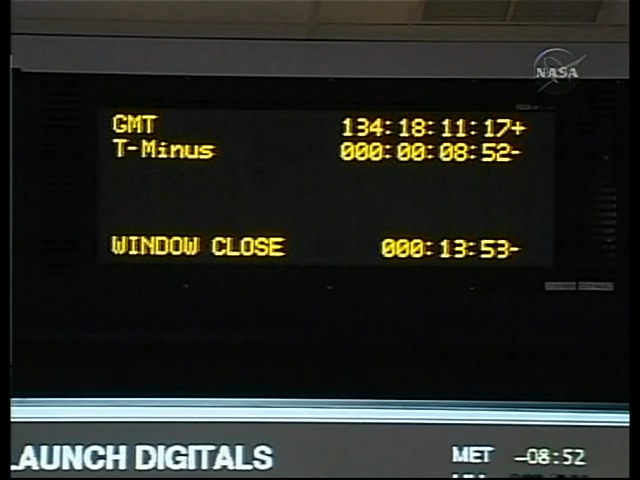 NASA
GMT 134:18:11:17+
T-Minus 000:00:08:52-
WINDOW CLOSE 000:13:53-
LAUNCH DIGITALS MET -08:52